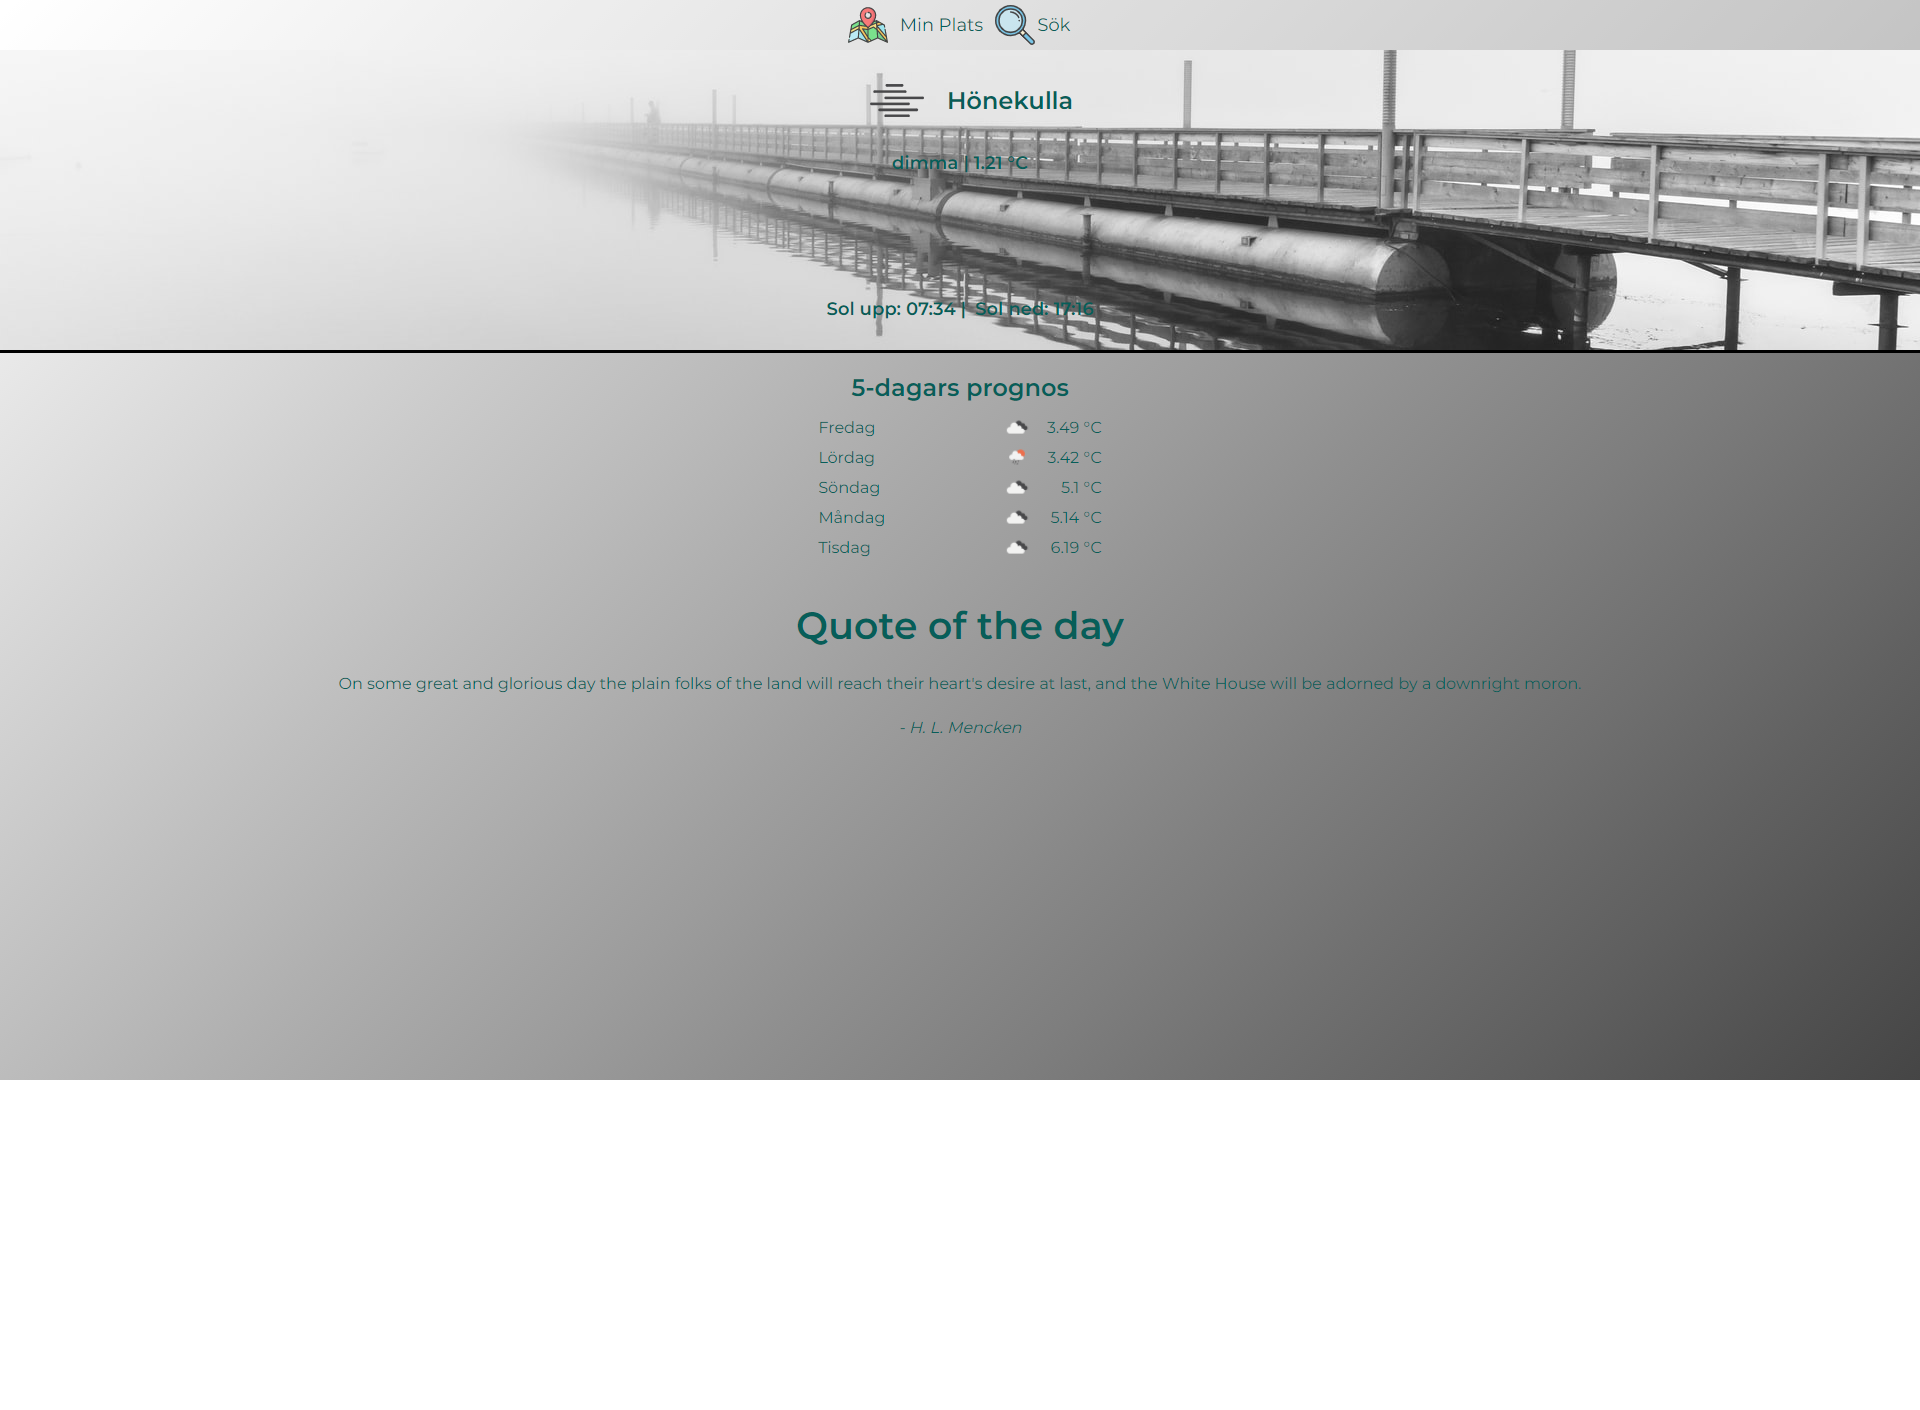 Min Plats Sök
Hönekulla
dimma | 1.21 °C
Sol upp: 07:34 | Sol ned: 17:16
5-dagars prognos
Fredag 3.49 °C
Lördag 3.42 °C
Söndag 5.1 °C
Måndag 5.14 °C
Tisdag 6.19 °C
Quote of the day
On some great and glorious day the plain folks of the land will reach their heart's desire at last, and the White House will be adorned by a downright moron.
- H. L. Mencken